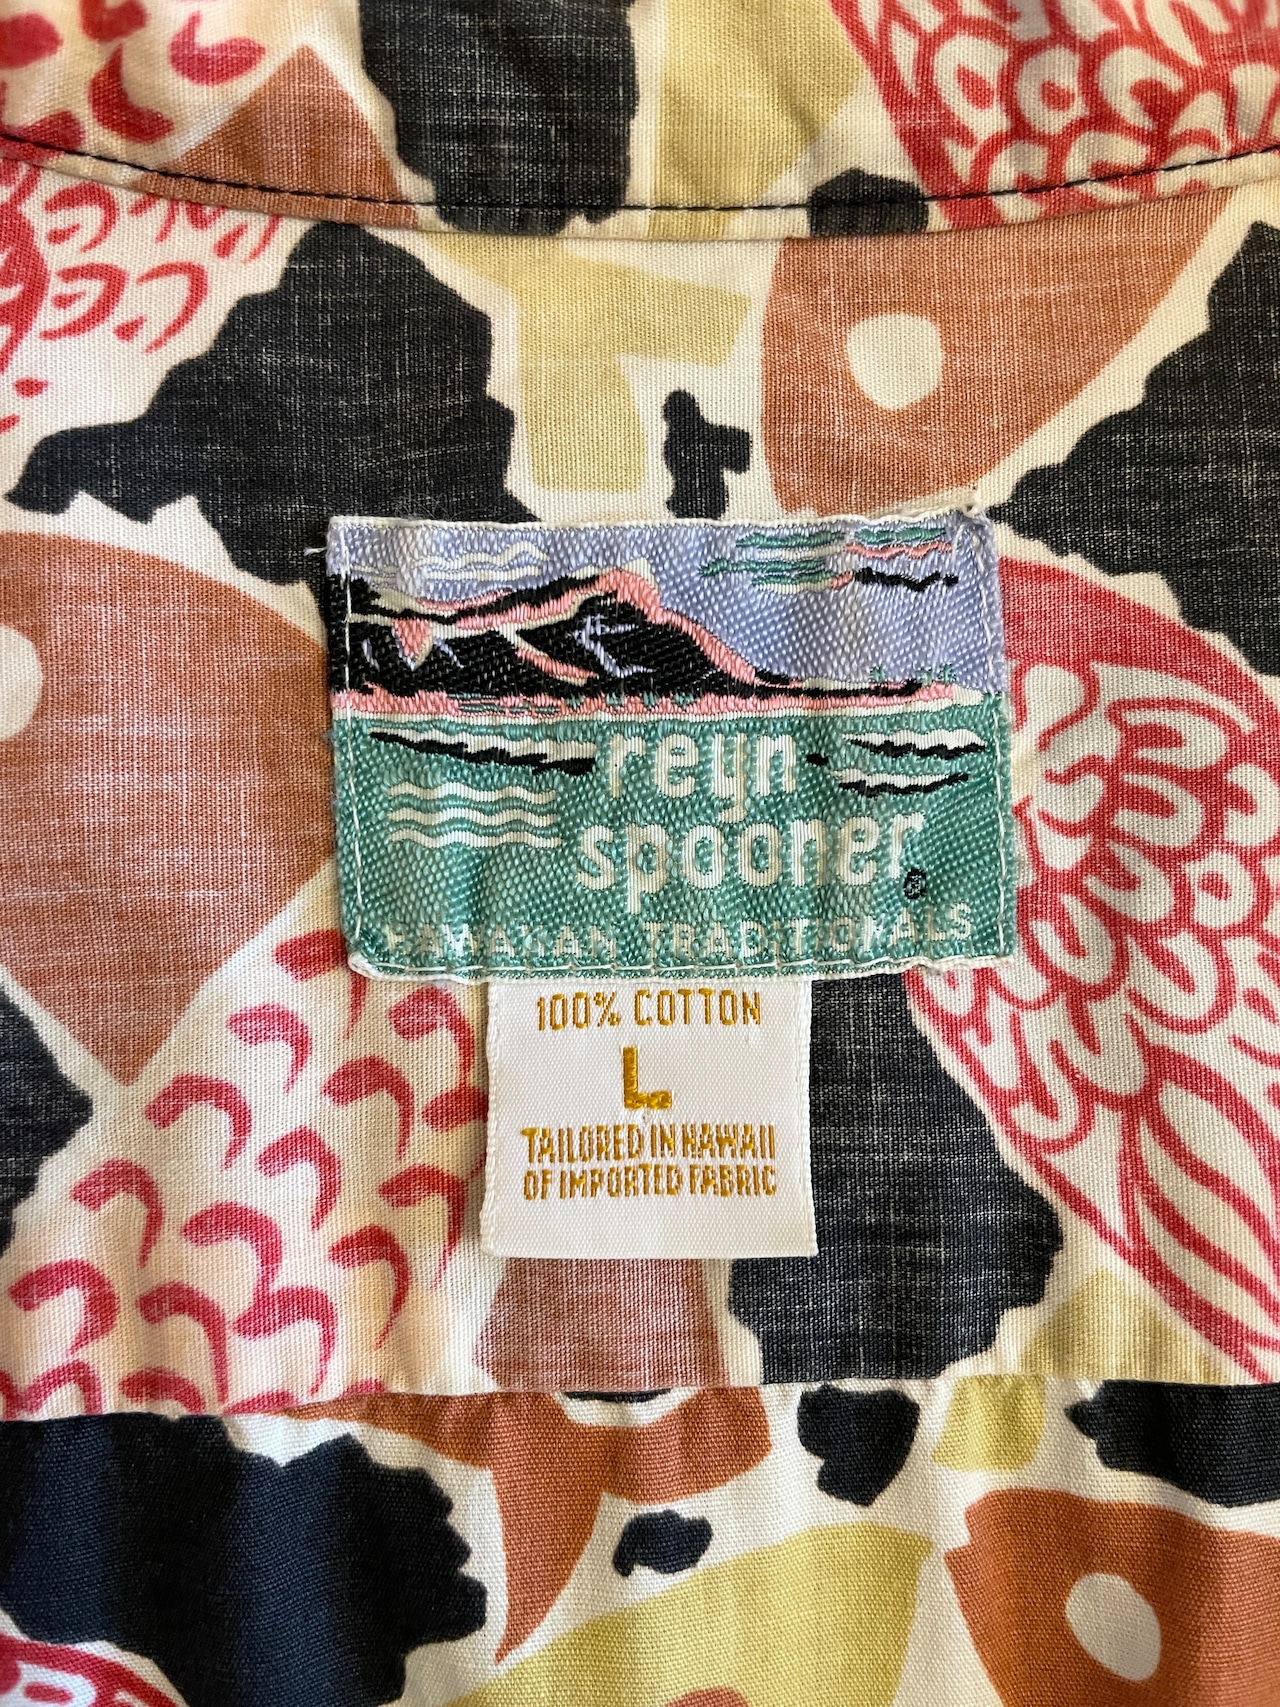 reyn
spooner®
HAWAIIAN TRADITIONALS
100% COTTON
L
TAILORED IN HAWAII
OF IMPORTED FABRIC